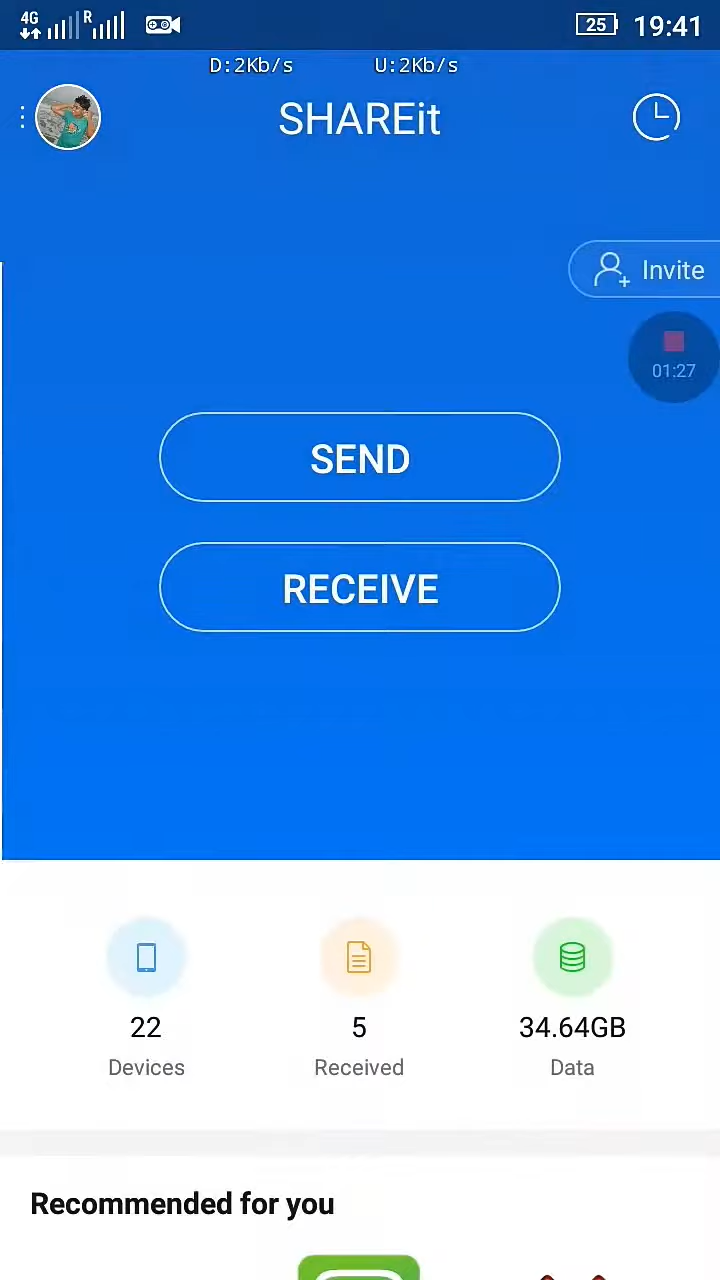 4G R 25 19:41
D:2Kb/s U:2Kb/s
SHAREit
Invite
01:27
SEND
RECEIVE
22 5 34.64GB
Devices Received Data
Recommended for you